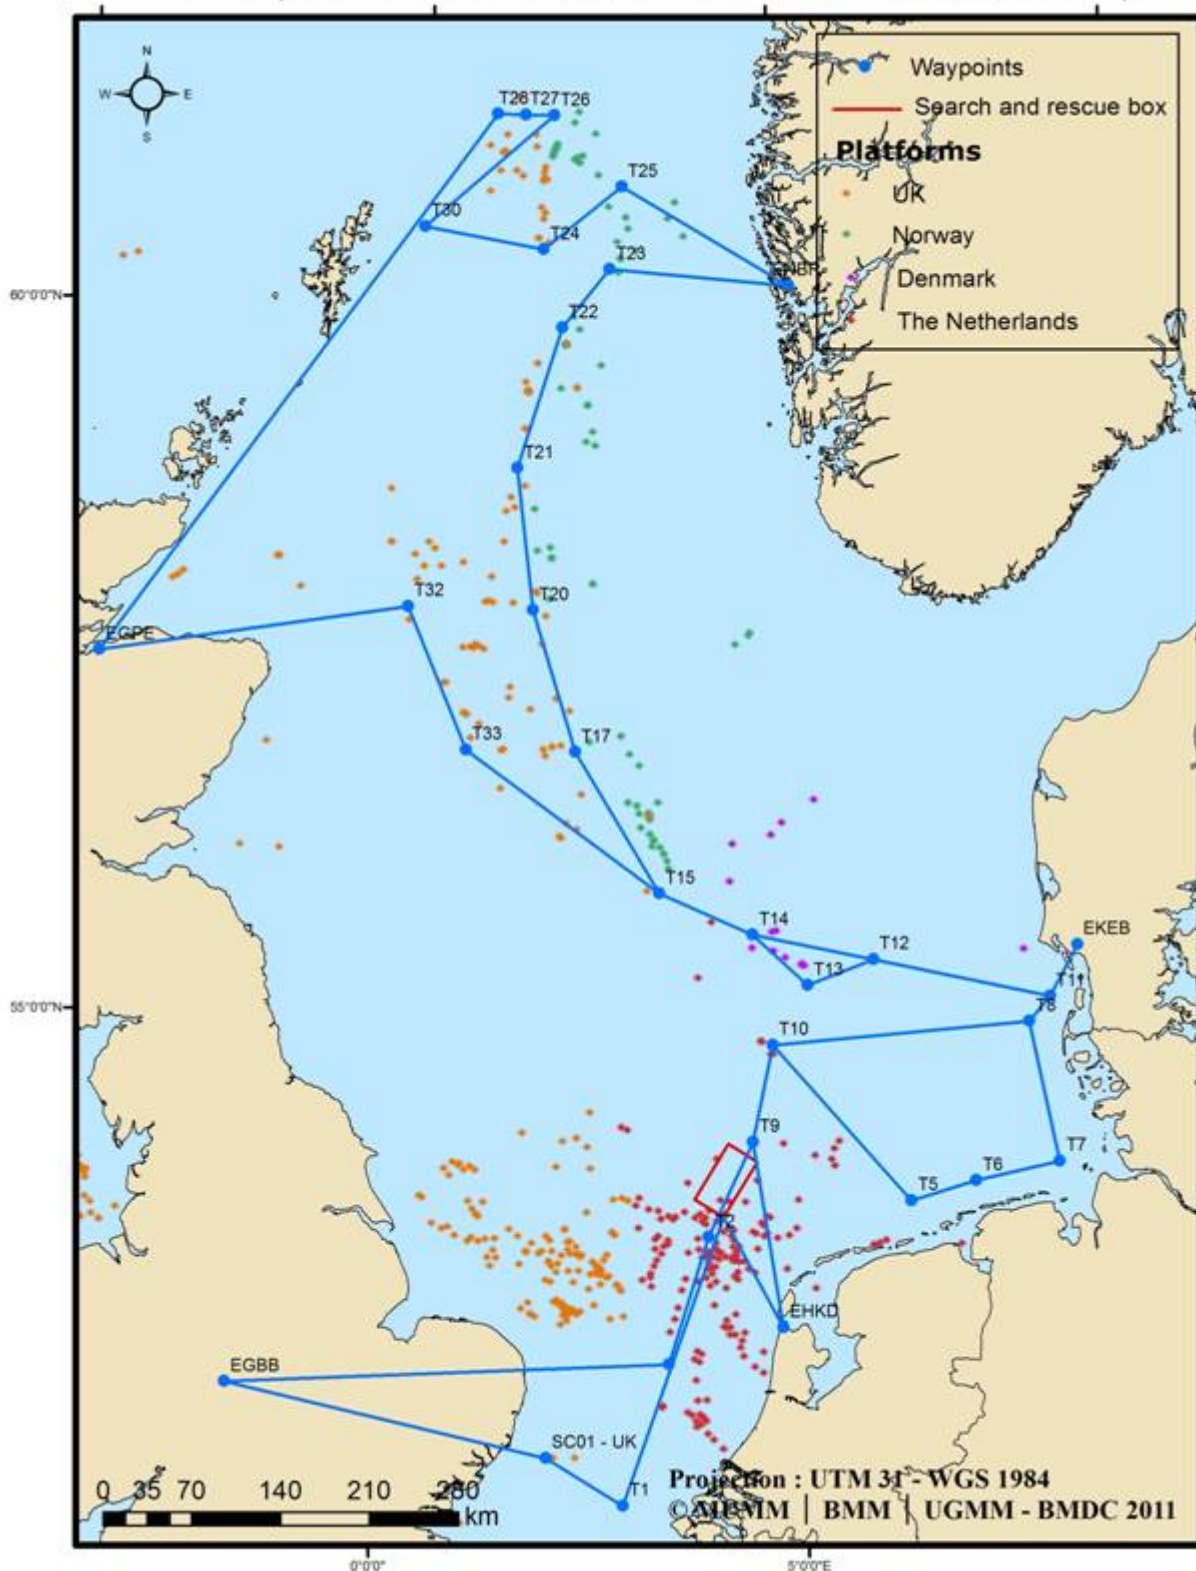 N
W E
S
Waypoints
Search and rescue box
Platforms
UK
Norway
Denmark
The Netherlands
T28 T27 T26
T25
T30
T24
T23
60°0'0"N
T22
T21
T32
T20
EGPE
T33
T17
T15
T14
T12
EKEB
T13
T11
T8
55°0'0"N
T10
T9
T7
T6
T5
EHKD
EGBB
SC01 - UK
T1
0 35 70 140 210 280
km
Projection : UTM 31 - WGS 1984
© MUMM | BMM | UGMM - BMDC 2011
0°0'0" 5°0'0"E